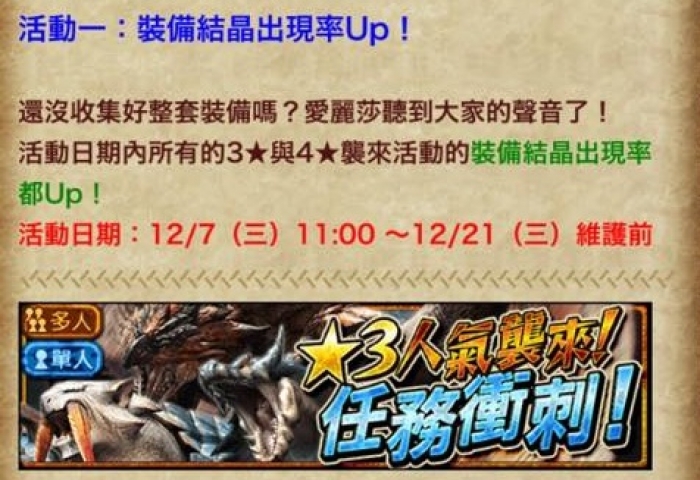 活動一：裝備結晶出現率Up！
還沒收集好整套裝備嗎？愛麗莎聽到大家的聲音了！
活動日期內所有的3★與4★襲來活動的裝備結晶出現率
都Up！
活動日期：12/7（三）11:00 ～12/21（三）維護前
多人
單人
★3人氣襲來！
任務衝刺！